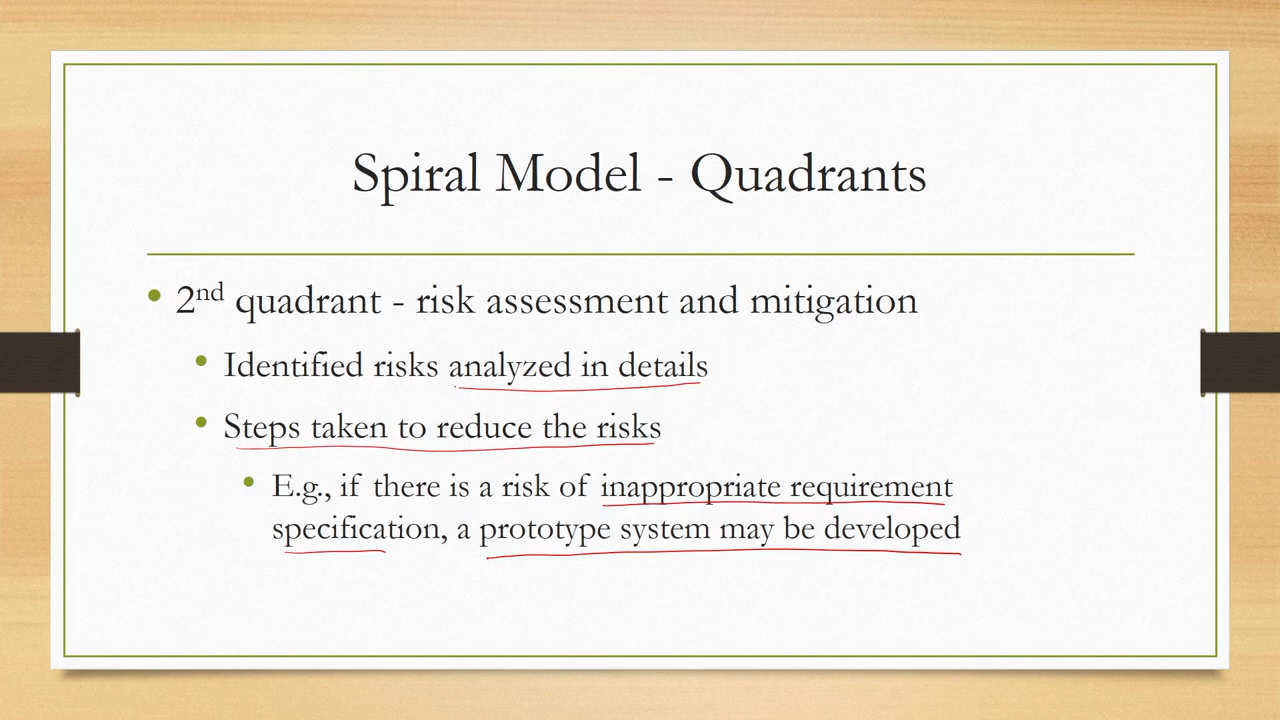 Spiral Model - Quadrants
• 2nd quadrant - risk assessment and mitigation
• Identified risks analyzed in details
• Steps taken to reduce the risks
• E.g., if there is a risk of inappropriate requirement
specification, a prototype system may be developed